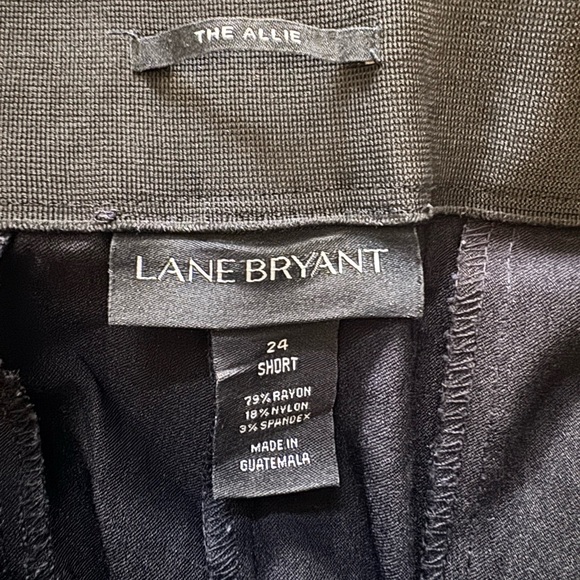 THE ALLIE
LANE BRYANT
24
SHORT
79% RAYON
18% NYLON
3% SPANDEX
MADE IN
GUATEMALA